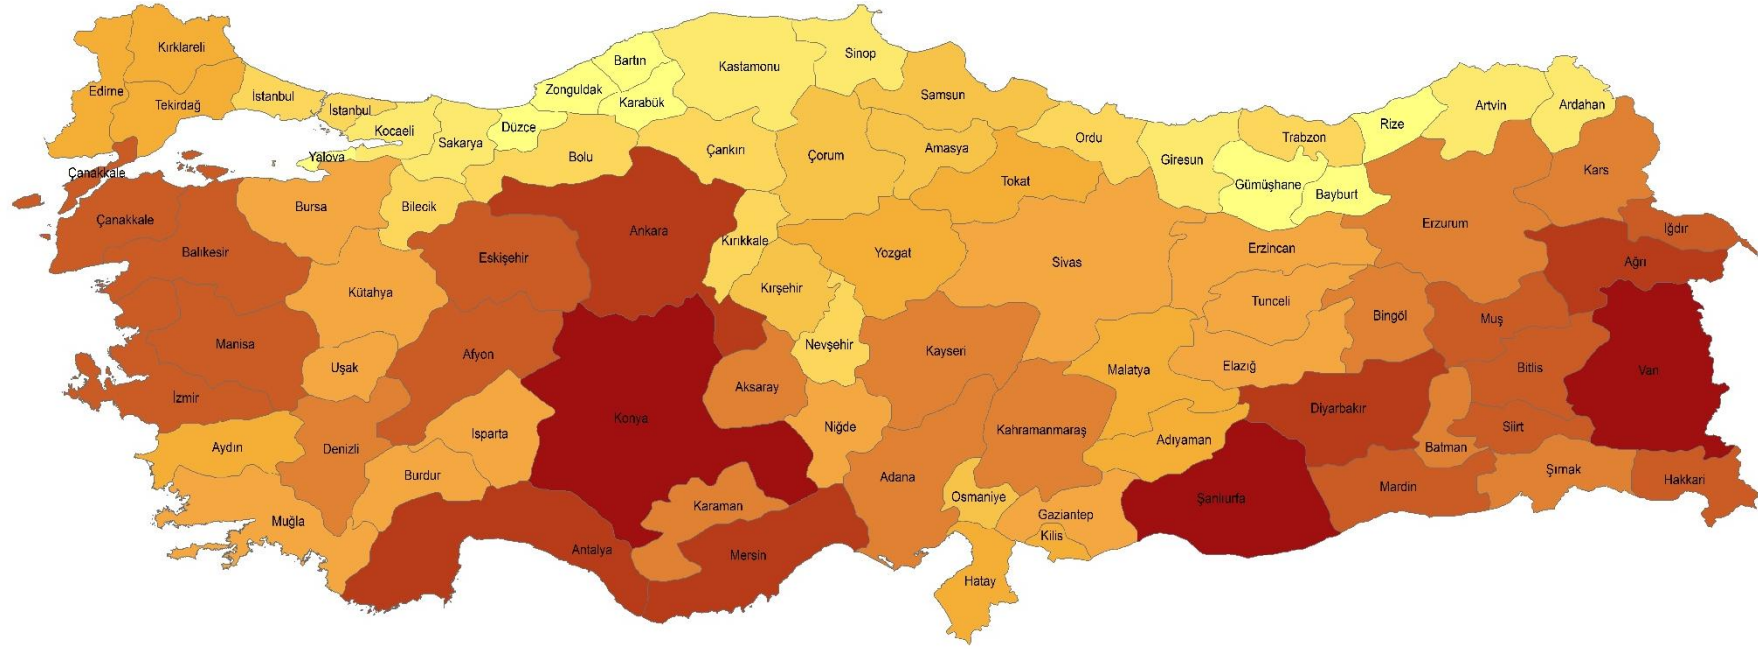 Kırklareli
Edirne
Tekirdağ
İstanbul
İstanbul
Kocaeli
Yalova
Sakarya
Düzce
Zonguldak
Bartın
Karabük
Kastamonu
Sinop
Samsun
Bolu
Çankırı
Çorum
Amasya
Tokat
Ordu
Giresun
Trabzon
Gümüşhane
Bayburt
Rize
Artvin
Ardahan
Kars
Iğdır
Çanakkale
Çanakkale
Balıkesir
Bursa
Bilecik
Eskişehir
Ankara
Kırıkkale
Yozgat
Sivas
Erzincan
Erzurum
Ağrı
Kütahya
Kırşehir
Tunceli
Bingöl
Muş
Manisa
Uşak
Afyon
Nevşehir
Kayseri
Malatya
Elazığ
Bitlis
Van
İzmir
Aksaray
Konya
Diyarbakır
Aydın
Denizli
Isparta
Niğde
Kahramanmaraş
Adıyaman
Batman
Siirt
Burdur
Adana
Şırnak
Hakkari
Muğla
Karaman
Osmaniye
Gaziantep
Şanlıurfa
Mardin
Antalya
Mersin
Kilis
Hatay